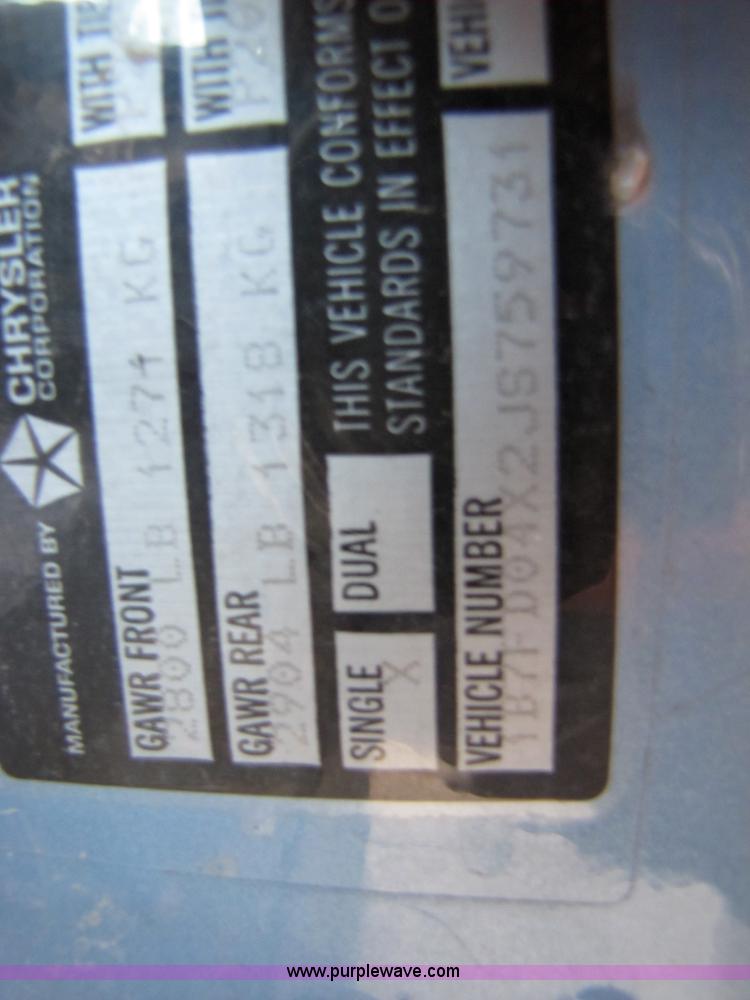 MANUFACTURED BY CHRYSLER CORPORATION
GAWR FRONT WITH
2800 LB 1274 KG
GAWR REAR WITH
2904 LB 1318 KG
SINGLE DUAL THIS VEHICLE CONFORMS
X STANDARDS IN EFFECT
VEHICLE NUMBER
1B7FD04X2JS759731
www.purplewave.com